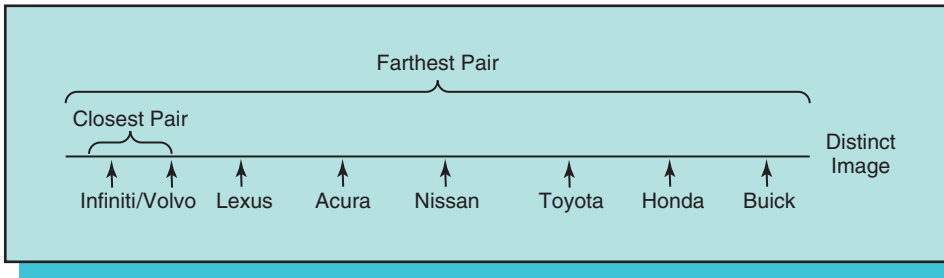 Farthest Pair
Closest Pair
Distinct
Image
Infiniti/Volvo Lexus Acura Nissan Toyota Honda Buick